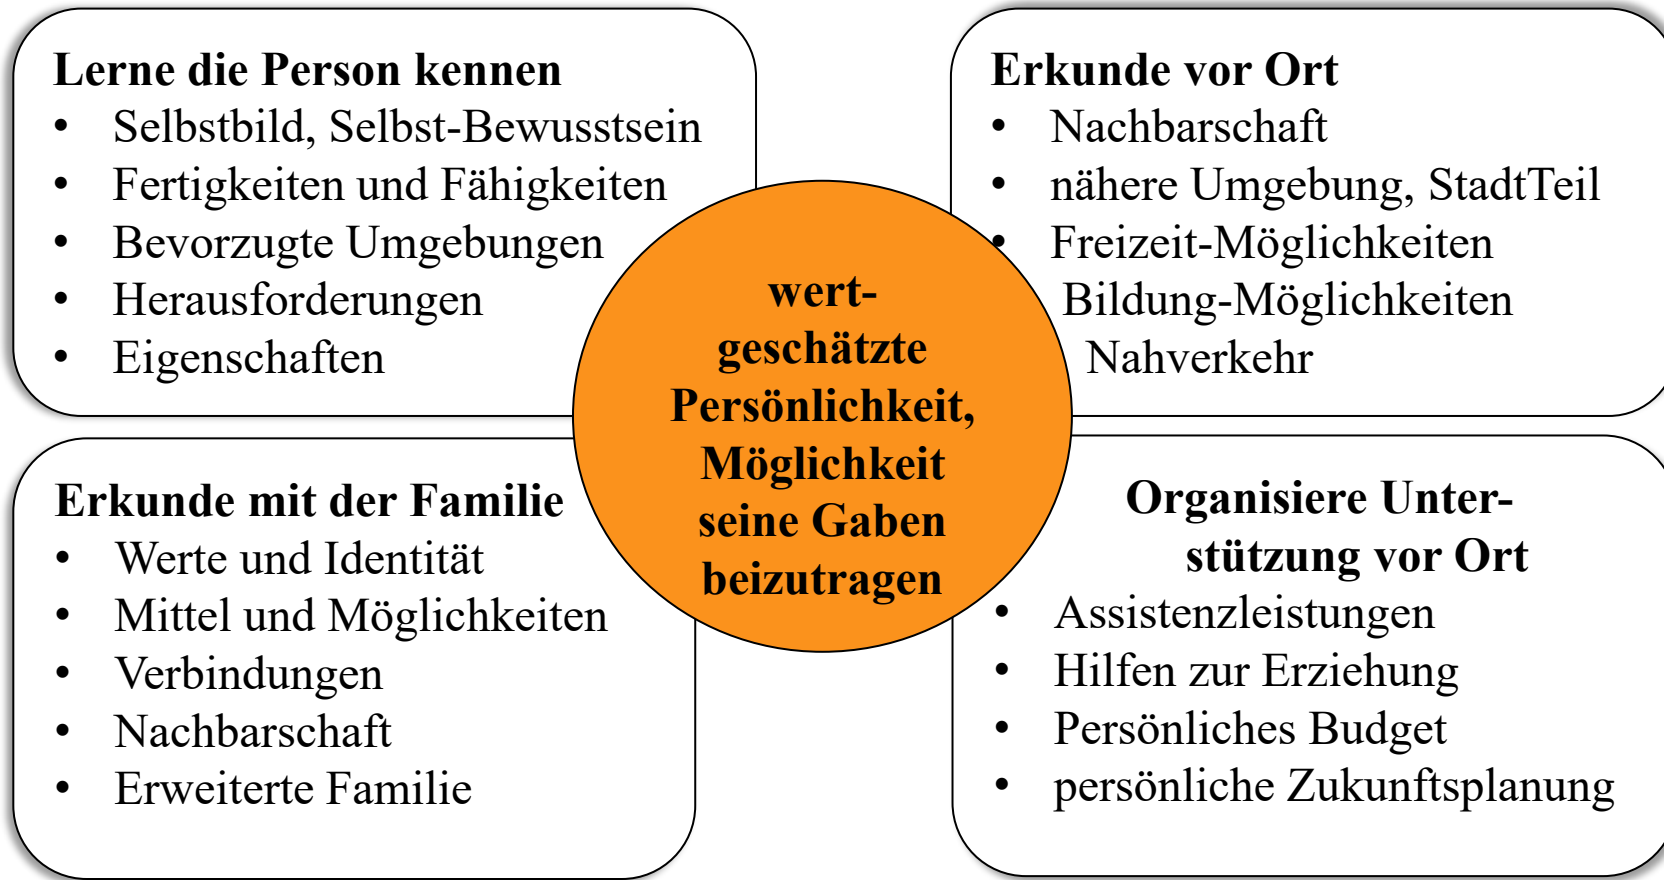 Lerne die Person kennen
• Selbstbild, Selbst-Bewusstsein
• Fertigkeiten und Fähigkeiten
• Bevorzugte Umgebungen
• Herausforderungen
• Eigenschaften
Erkunde vor Ort
• Nachbarschaft
• nähere Umgebung, StadtTeil
• Freizeit-Möglichkeiten
Bildung-Möglichkeiten
Nahverkehr
wert-
geschätzte
Persönlichkeit,
Möglichkeit
seine Gaben
beizutragen
Erkunde mit der Familie
• Werte und Identität
• Mittel und Möglichkeiten
• Verbindungen
• Nachbarschaft
• Erweiterte Familie
Organisiere Unter-
stützung vor Ort
• Assistenzleistungen
• Hilfen zur Erziehung
• Persönliches Budget
• persönliche Zukunftsplanung